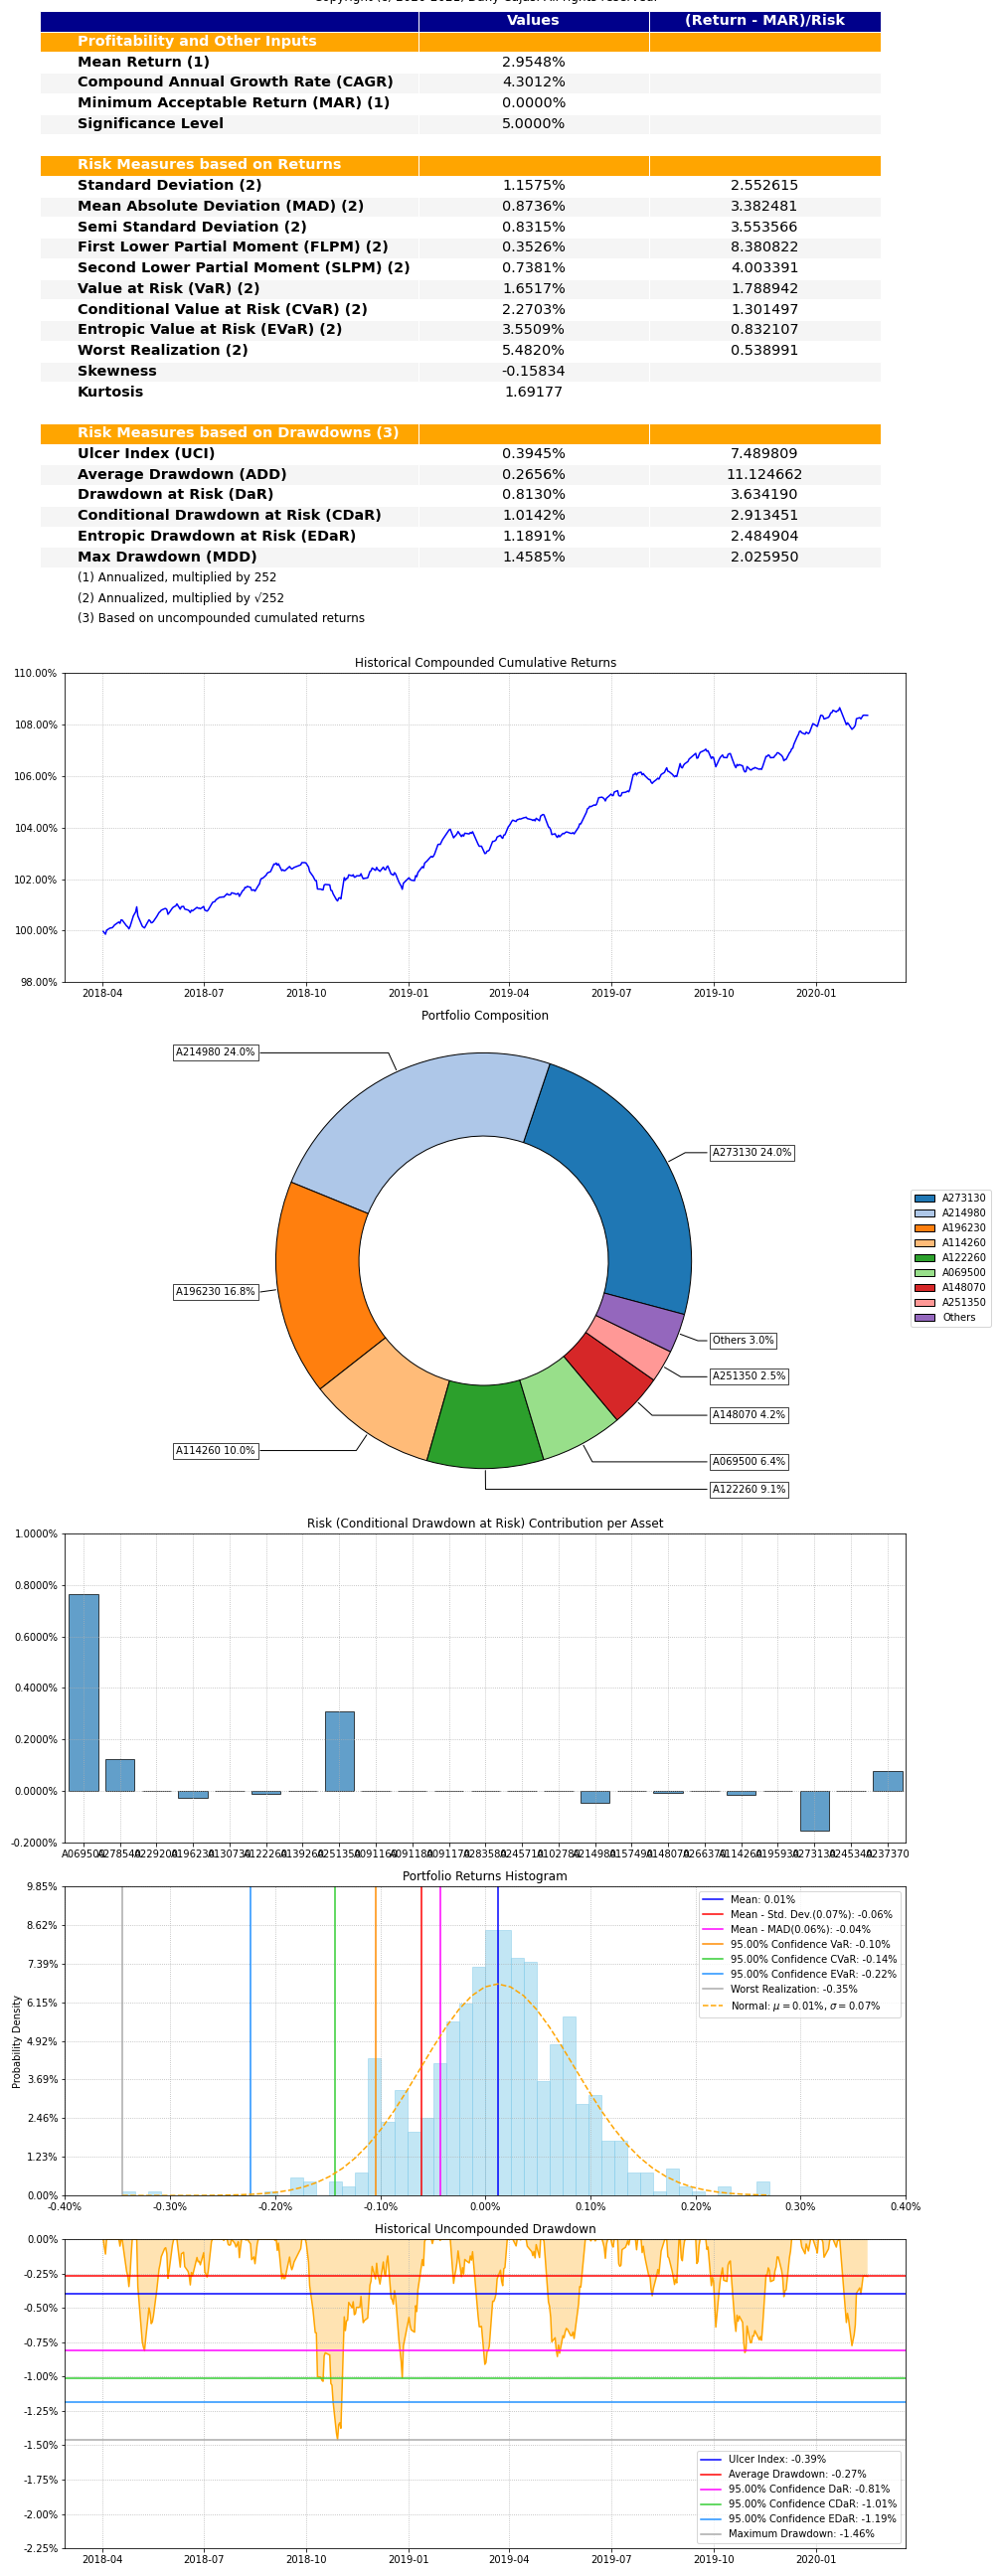 Values (Return - MAR)/Risk
Profitability and Other Inputs
Mean Return (1) 2.9548%
Compound Annual Growth Rate (CAGR) 4.3012%
Minimum Acceptable Return (MAR) (1) 0.0000%
Significance Level 5.0000%
Risk Measures based on Returns
Standard Deviation (2) 1.1575% 2.552615
Mean Absolute Deviation (MAD) (2) 0.8736% 3.382481
Semi Standard Deviation (2) 0.8315% 3.553566
First Lower Partial Moment (FLPM) (2) 0.3526% 8.380822
Second Lower Partial Moment (SLPM) (2) 0.7381% 4.003391
Value at Risk (VaR) (2) 1.6517% 1.788942
Conditional Value at Risk (CVaR) (2) 2.2703% 1.301497
Entropic Value at Risk (EVaR) (2) 3.5509% 0.832107
Worst Realization (2) 5.4820% 0.538991
Skewness -0.15834
Kurtosis 1.69177
Risk Measures based on Drawdowns (3)
Ulcer Index (UCI) 0.3945% 7.489809
Average Drawdown (ADD) 0.2656% 11.124662
Drawdown at Risk (DaR) 0.8130% 3.634190
Conditional Drawdown at Risk (CDaR) 1.0142% 2.913451
Entropic Drawdown at Risk (EDaR) 1.1891% 2.484904
Max Drawdown (MDD) 1.4585% 2.025950
(1) Annualized, multiplied by 252
(2) Annualized, multiplied by √252
(3) Based on uncompounded cumulated returns
Historical Compounded Cumulative Returns
110.00%
108.00%
106.00%
104.00%
102.00%
100.00%
98.00%
2018-04 2018-07 2018-10 2019-01 2019-04 2019-07 2019-10 2020-01
Portfolio Composition
A214980 24.0%
A273130 24.0%
A196230 16.8%
Others 3.0%
A251350 2.5%
A148070 4.2%
A114260 10.0%
A069500 6.4%
A122260 9.1%
A273130
A214980
A196230
A114260
A122260
A069500
A148070
A251350
Others
Risk (Conditional Drawdown at Risk) Contribution per Asset
1.0000%
0.8000%
0.6000%
0.4000%
0.2000%
0.0000%
-0.2000%
A237370
Portfolio Returns Histogram
Probability Density
9.85%
8.62%
7.39%
6.15%
4.92%
3.69%
2.46%
1.23%
0.00%
-0.40% -0.30% -0.20% -0.10% 0.00% 0.10% 0.20% 0.30% 0.40%
Mean: 0.01%
Mean - Std. Dev.(0.07%): -0.06%
Mean - MAD(0.06%): -0.04%
95.00% Confidence VaR: -0.10%
95.00% Confidence CVaR: -0.14%
95.00% Confidence EVaR: -0.22%
Worst Realization: -0.35%
Normal: μ = 0.01%, σ = 0.07%
Historical Uncompounded Drawdown
0.00%
-0.25%
-0.50%
-0.75%
-1.00%
-1.25%
-1.50%
-1.75%
-2.00%
-2.25%
Ulcer Index: -0.39%
Average Drawdown: -0.27%
95.00% Confidence DaR: -0.81%
95.00% Confidence CDaR: -1.01%
95.00% Confidence EDaR: -1.19%
Maximum Drawdown: -1.46%
2018-04 2018-07 2018-10 2019-01 2019-04 2019-07 2019-10 2020-01